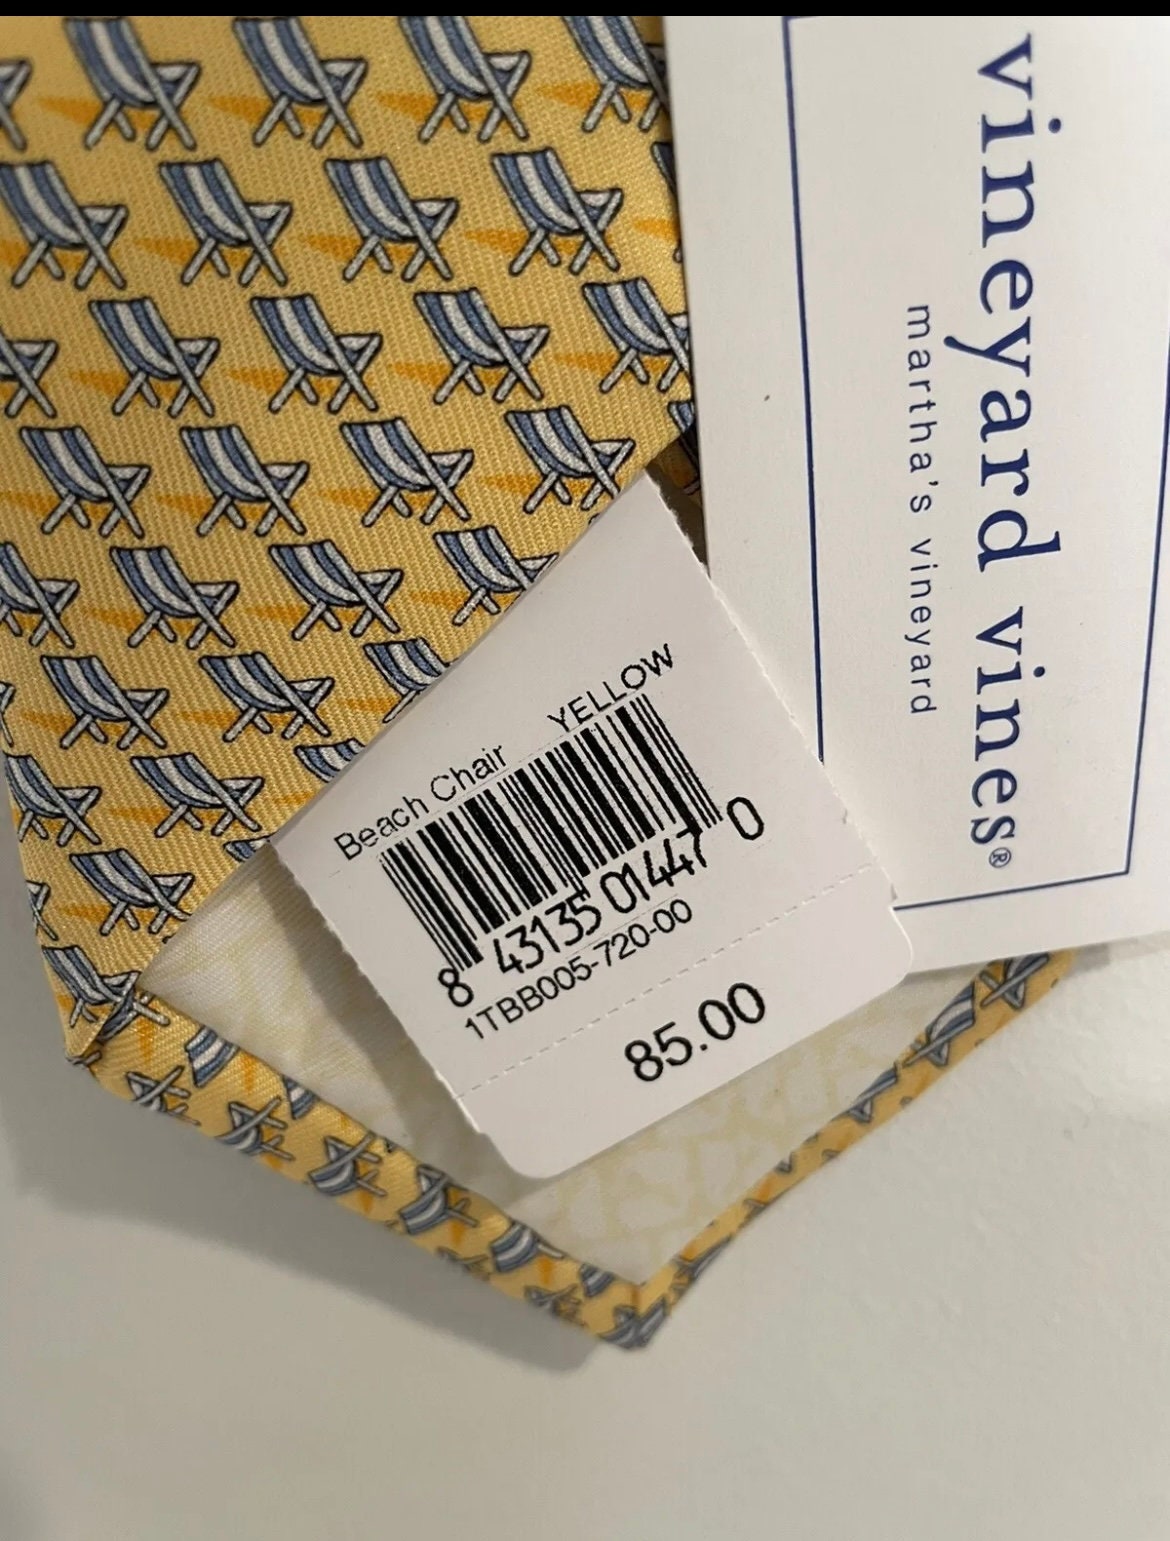 vineyard vines®
martha's vineyard
Beach Chair YELLOW
8 43135 01447 0
1TBB005-720-00
85.00